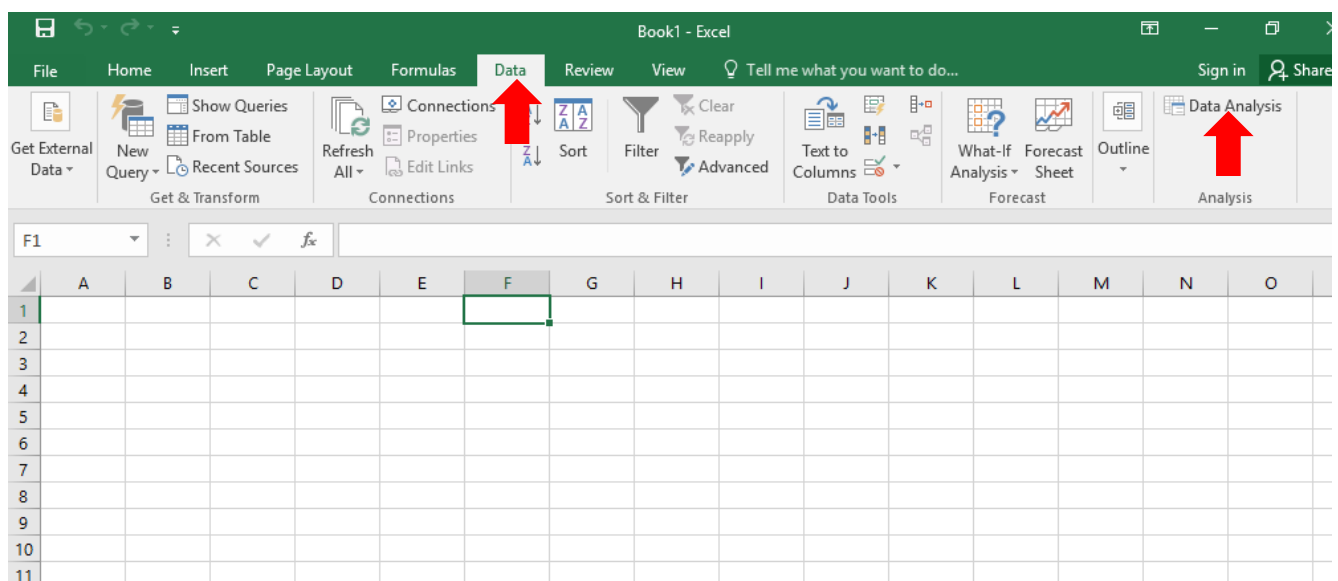 Book1 - Excel
File Home Insert Page Layout Formulas Data Review View Tell me what you want to do... Sign in Share
Get External Data
New Query
Show Queries
From Table
Recent Sources
Get & Transform
Refresh All
Connections
Properties
Edit Links
Connections
Z A
A Z
Sort
Filter
Clear
Reapply
Advanced
Sort & Filter
Text to Columns
Data Tools
What-If Analysis
Forecast Sheet
Forecast
Outline
Data Analysis
Analysis
F1
fx
A B C D E F G H I J K L M N O
1
2
3
4
5
6
7
8
9
10
11